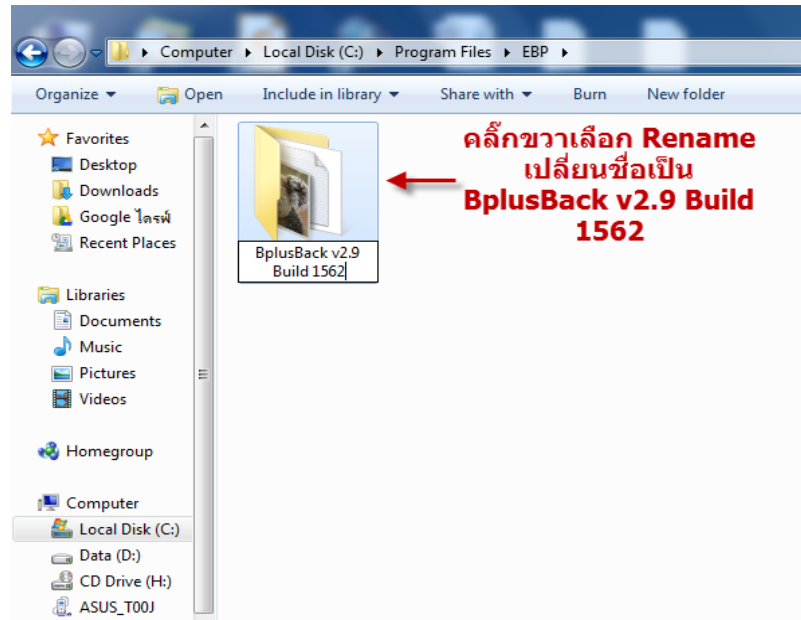 Computer ▸ Local Disk (C:) ▸ Program Files ▸ EBP ▸
Organize Open Include in library Share with Burn New folder
Favorites
Desktop
Downloads
Google ไดรฟ์
Recent Places
Libraries
Documents
Music
Pictures
Videos
Homegroup
Computer
Local Disk (C:)
Data (D:)
CD Drive (H:)
ASUS_T00J
BplusBack v2.9
Build 1562
คลิ๊กขวาเลือก Rename
เปลี่ยนชื่อเป็น
BplusBack v2.9 Build
1562